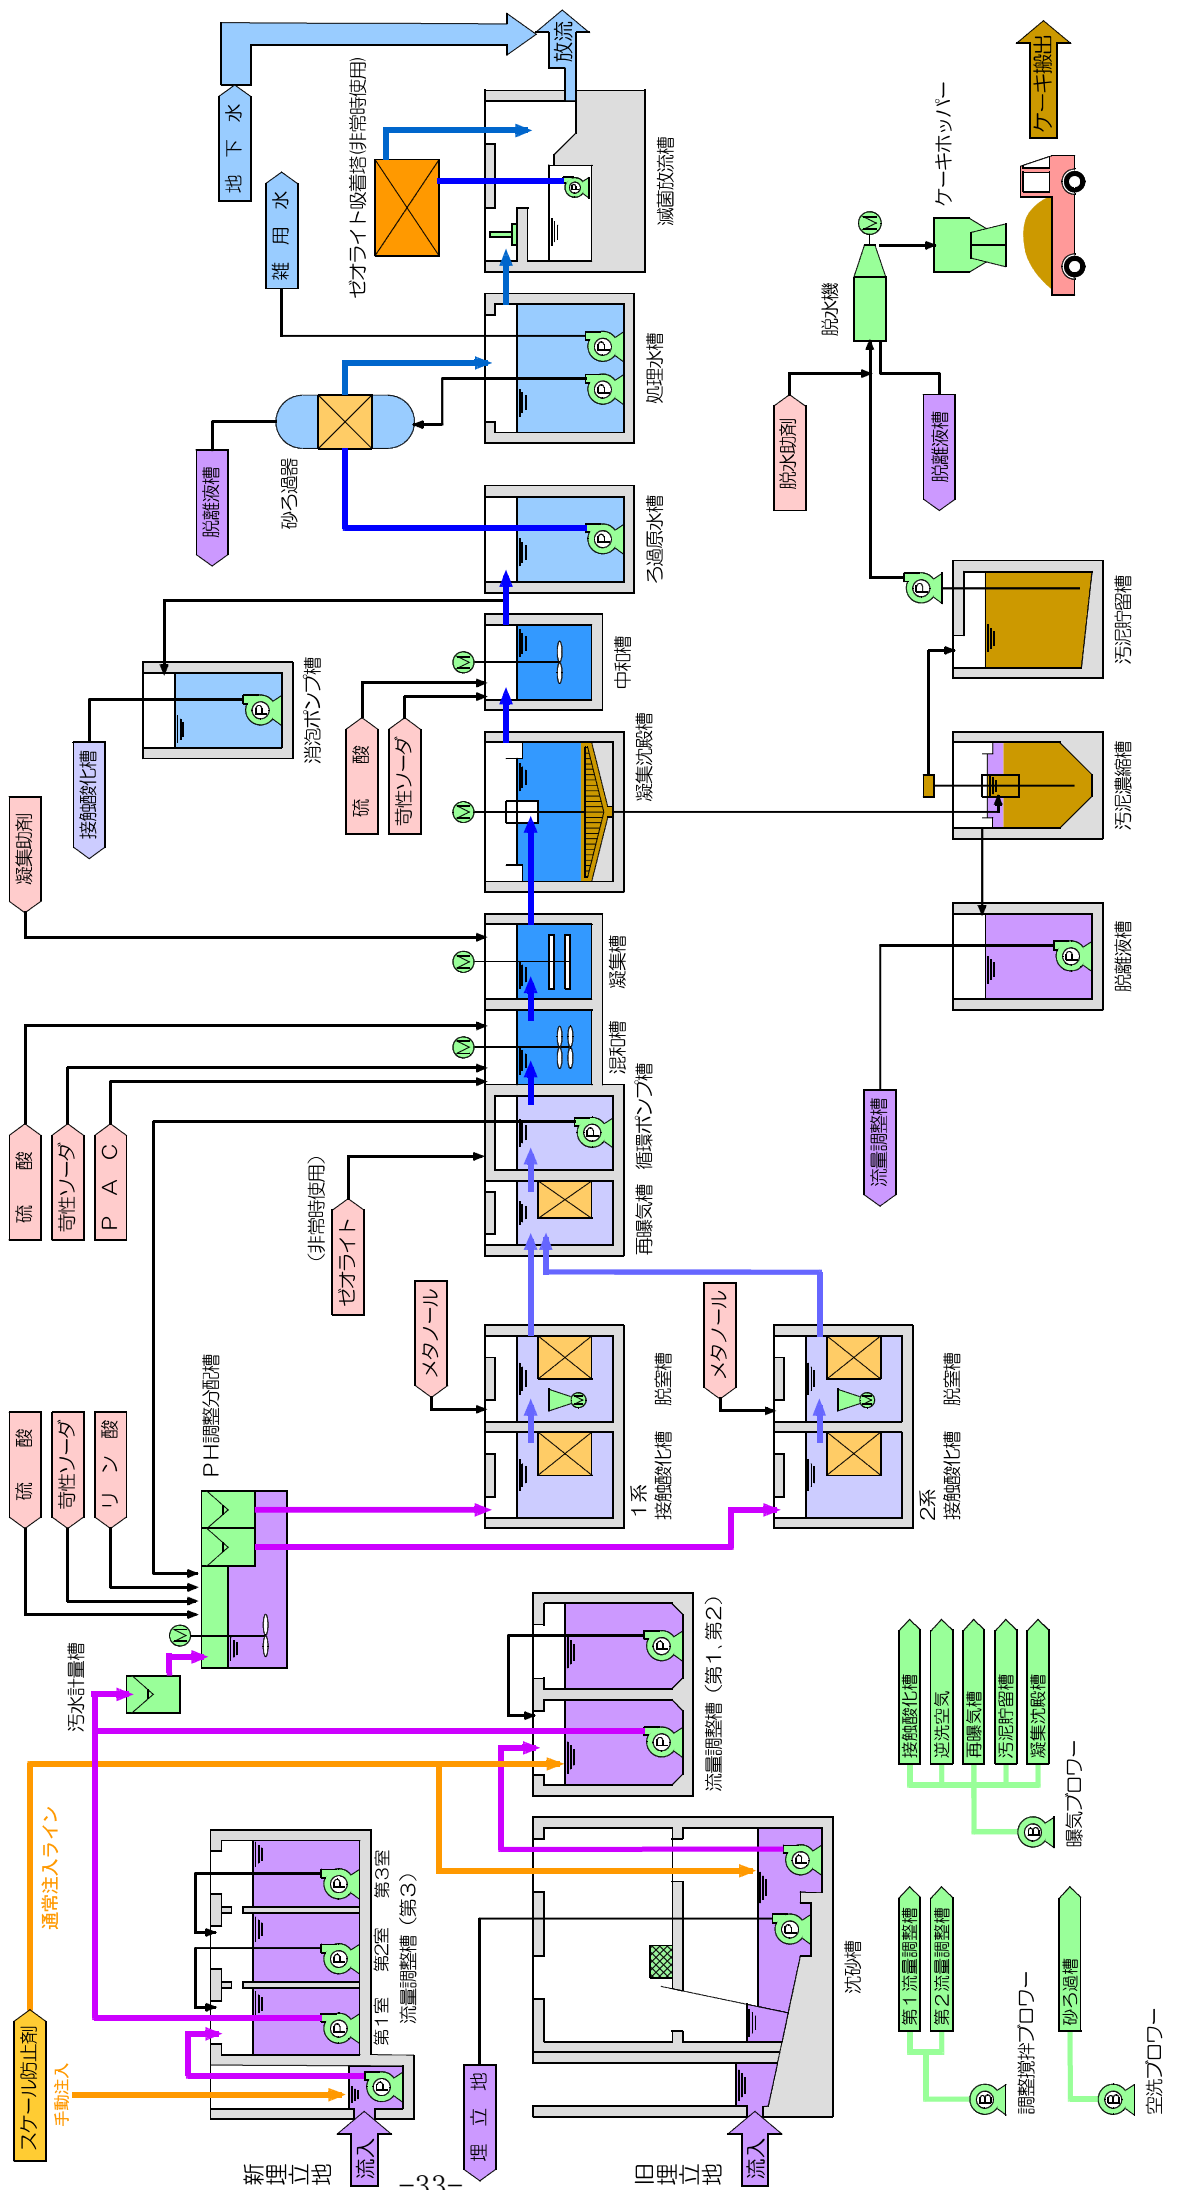 スケール防止剤
通常注入ライン
手動注入
新埋立地
流入
第1室
第2室
第3室
流量調整槽（第3）
P
P
P
P
汚水計量槽
硫　酸
苛性ソーダ
リン酸
PH調整分配槽
M
旧埋立地
流入
埋立地
沈砂槽
P
P
流量調整槽（第1、第2）
P
P
メタノール
1系
接触酸化槽
脱窒槽
M
メタノール
2系
接触酸化槽
脱窒槽
M
（非常時使用）
ゼオライト
再曝気槽
循環ポンプ槽
P
硫　酸
苛性ソーダ
PAC
混和槽
M
凝集助剤
凝集槽
M
凝集沈殿槽
M
硫　酸
苛性ソーダ
中和槽
M
接触酸化槽
消泡ポンプ槽
P
ろ過原水槽
P
脱離液槽
砂ろ過器
処理水槽
P
P
雑用水
地下水
ゼオライト吸着塔(非常時使用)
滅菌放流槽
P
放流
流量調整槽
脱離液槽
P
汚泥濃縮槽
汚泥貯留槽
P
脱水助剤
脱離液槽
脱水機
M
ケーキホッパー
ケーキ搬出
第1流量調整槽
第2流量調整槽
B
調整撹拌ブロワー
砂ろ過槽
B
空洗ブロワー
接触酸化槽
逆洗空気
再曝気槽
汚泥貯留槽
凝集沈殿槽
B
曝気ブロワー
-33-